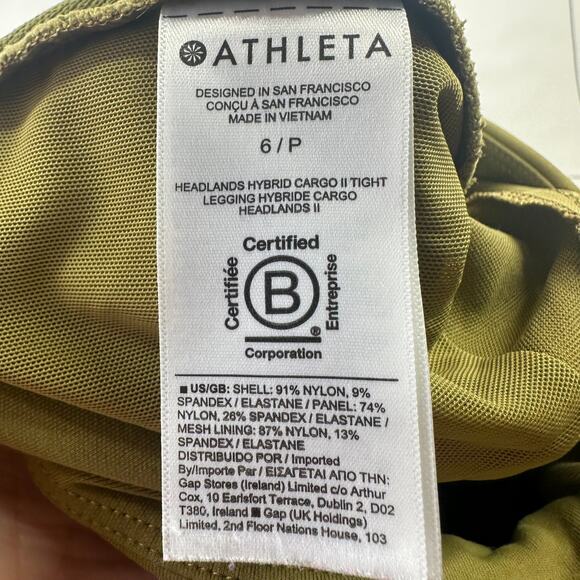 ATHLETA
DESIGNED IN SAN FRANCISCO
CONÇU À SAN FRANCISCO
MADE IN VIETNAM
6 / P
HEADLANDS HYBRID CARGO II TIGHT
LEGGING HYBRIDE CARGO
HEADLANDS II
Certified
Certifiée
B
Entreprise
®
Corporation
■ US/GB: SHELL: 91% NYLON, 9%
SPANDEX / ELASTANE / PANEL: 74%
NYLON, 26% SPANDEX / ELASTANE /
MESH LINING: 87% NYLON, 13%
SPANDEX / ELASTANE
DISTRIBUIDO POR / Imported
By/Importe Par / ΕΙΣΑΓΕΤΑΙ ΑΠΟ ΤΗΝ:
Gap Stores (Ireland) Limited c/o Arthur
Cox, 10 Earlsfort Terrace, Dublin 2, D02
T380, Ireland ■ Gap (UK Holdings)
Limited, 2nd Floor Nations House, 103